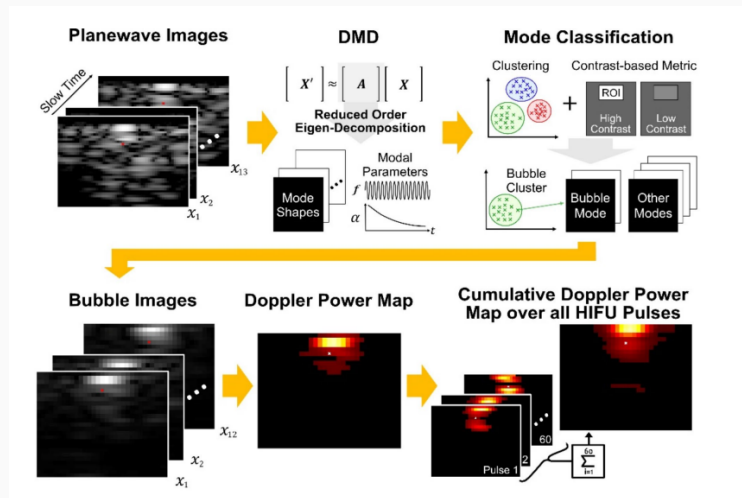 Planewave Images
Slow Time
x₁
x₂
x₁₃
DMD
[ X' ] ≈ [ A ] [ X ]
Reduced Order
Eigen-Decomposition
Mode
Shapes
Modal
Parameters
f
α
t
Mode Classification
Clustering
+
Contrast-based Metric
ROI
High
Contrast
Low
Contrast
Bubble
Cluster
Bubble
Mode
Other
Modes
Bubble Images
x₁
x₂
x₁₂
Doppler Power Map
Cumulative Doppler Power
Map over all HIFU Pulses
Pulse 1
2
60
60
Σ
i=1